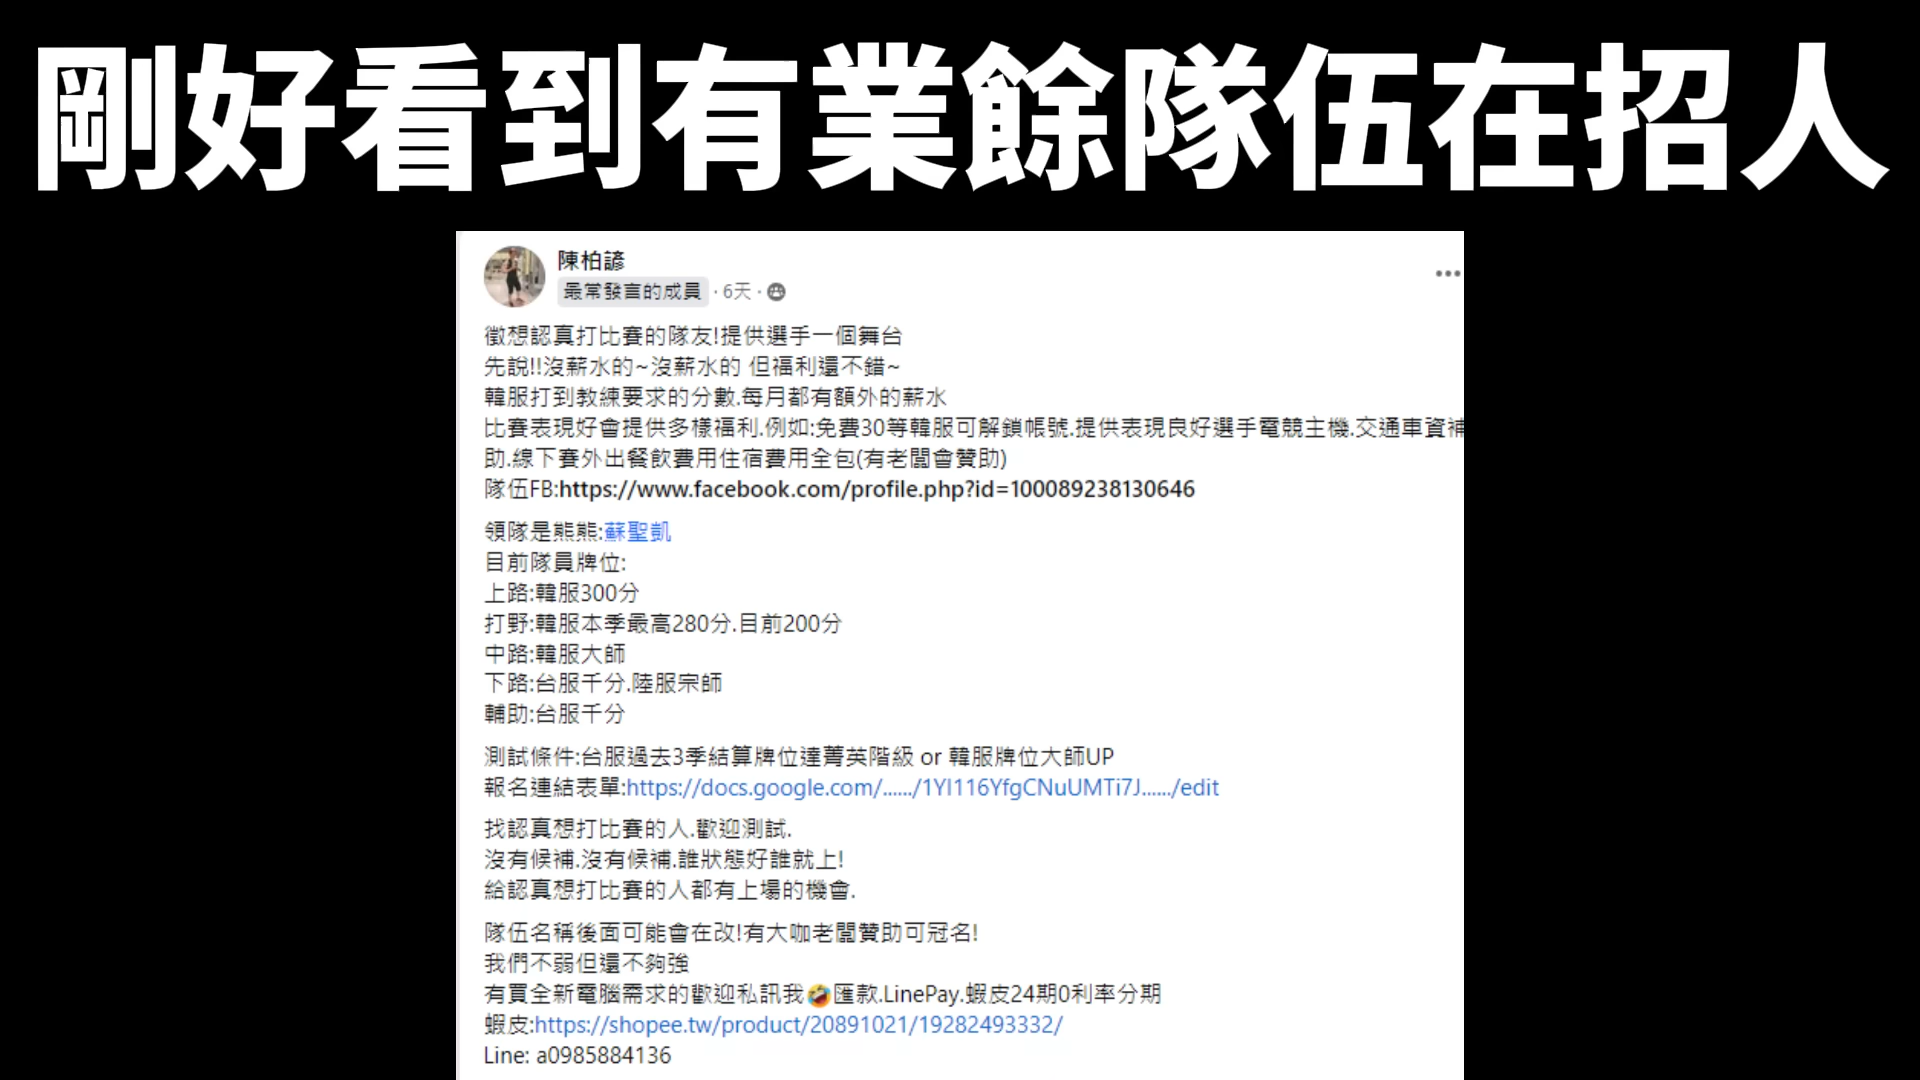 剛好看到有業餘隊伍在招人
陳柏諺
最常發言的成員 · 6天 ·
徵想認真打比賽的隊友!提供選手一個舞台
先說!!沒薪水的~沒薪水的 但福利還不錯~
韓服打到教練要求的分數.每月都有額外的薪水
比賽表現好會提供多樣福利.例如:免費30等韓服可解鎖帳號.提供表現良好選手電競主機.交通車資補
助.線下賽外出餐飲費用住宿費用全包(有老闆會贊助)
隊伍FB:https://www.facebook.com/profile.php?id=100089238130646
領隊是熊熊:蘇聖凱
目前隊員牌位:
上路:韓服300分
打野:韓服本季最高280分.目前200分
中路:韓服大師
下路:台服千分.陸服宗師
輔助:台服千分
測試條件:台服過去3季結算牌位達菁英階級 or 韓服牌位大師UP
報名連結表單:https://docs.google.com/....../1YI116YfgCNuUMTi7J....../edit
找認真想打比賽的人.歡迎測試.
沒有候補.沒有候補.誰狀態好誰就上!
給認真想打比賽的人都有上場的機會.
隊伍名稱後面可能會在改!有大咖老闆贊助可冠名!
我們不弱但還不夠強
有買全新電腦需求的歡迎私訊我🤣匯款.LinePay.蝦皮24期0利率分期
蝦皮:https://shopee.tw/product/20891021/19282493332/
Line: a0985884136